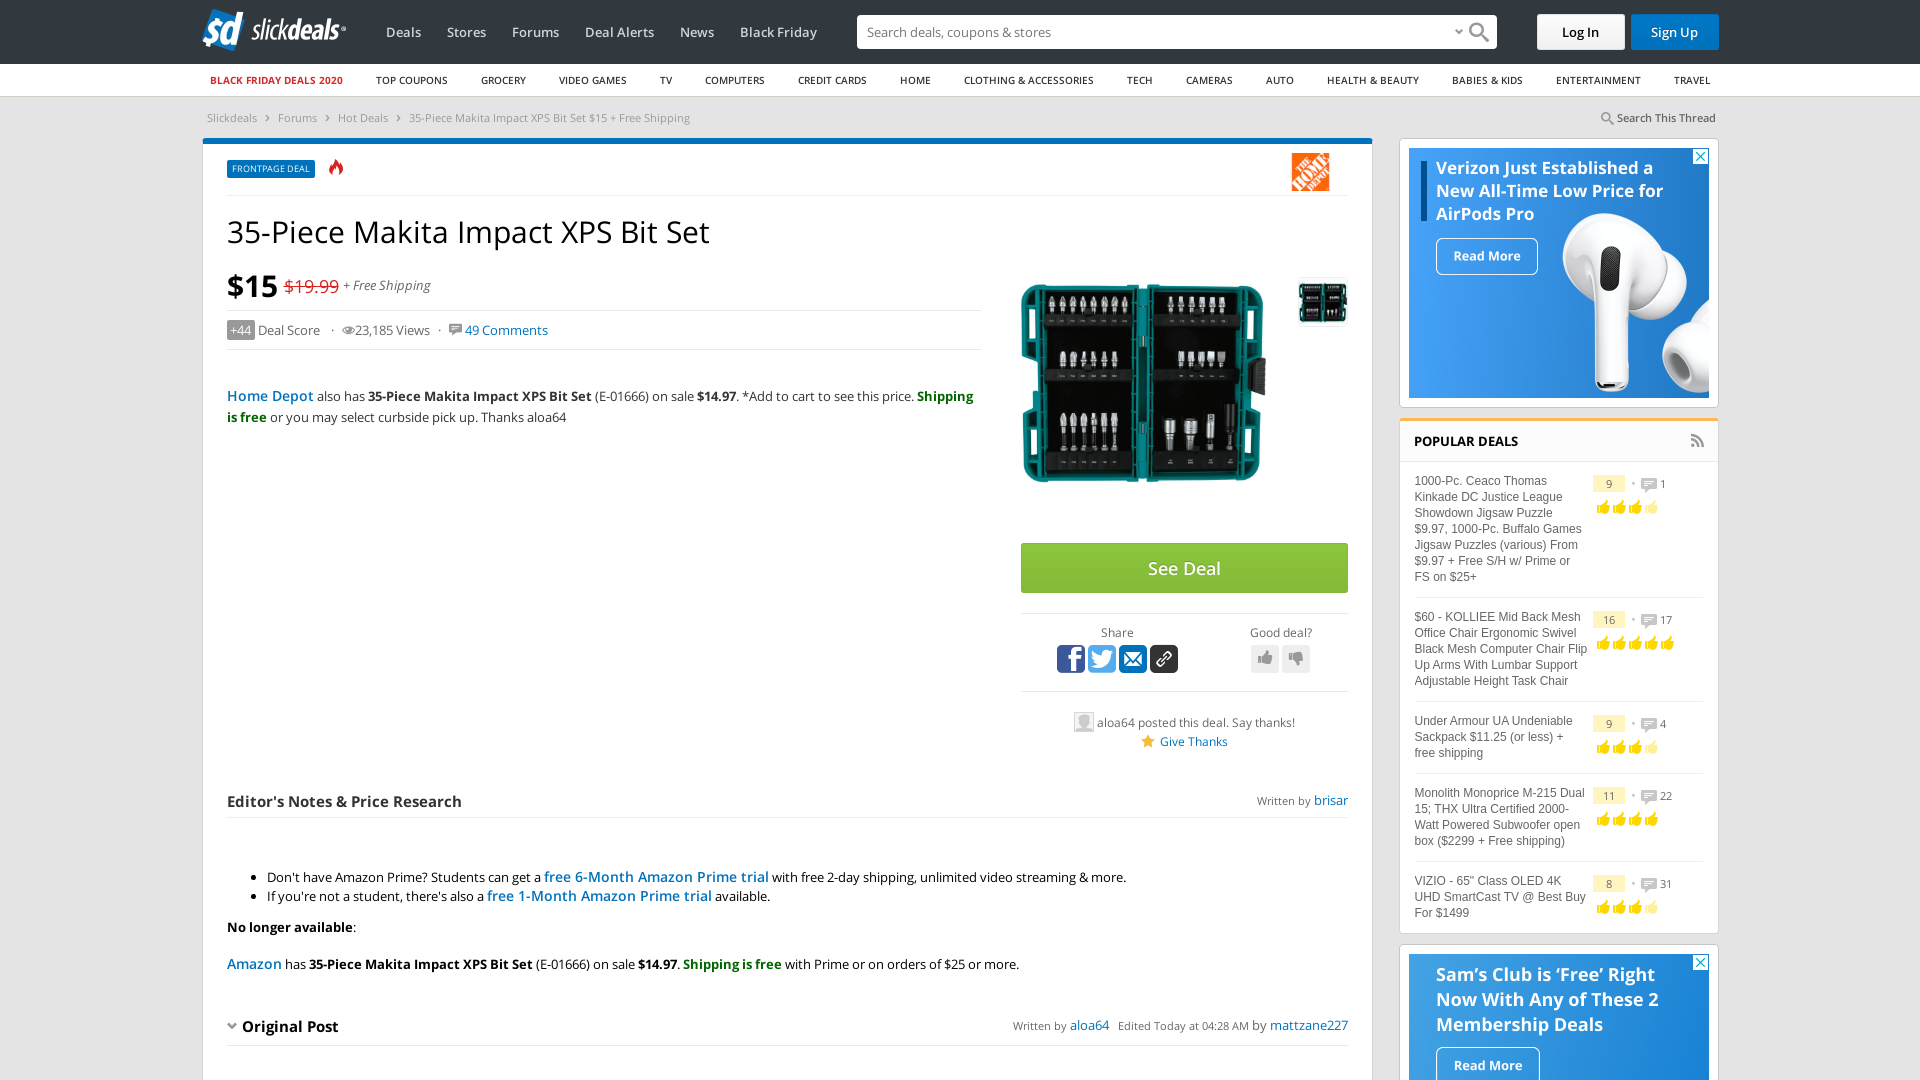 slickdeals
Deals
Stores
Forums
Deal Alerts
News
Black Friday
Search deals, coupons & shops
Log In
Sign Up
BLACK FRIDAY DEALS 2020
TOP COUPONS
GROCERY
VIDEO GAMES
TV
COMPUTERS
CREDIT CARDS
HOME
CLOTHING & ACCESSORIES
TECH
CAMERAS
AUTO
HEALTH & BEAUTY
BABIES & KIDS
ENTERTAINMENT
TRAVEL
Slickdeals > Forums > Hot Deals > 35-Piece Makita Impact XPS Bit Set $15 + Free Shipping
Search This Thread
FRONTPAGE DEAL
THE HOME DEPOT
35-Piece Makita Impact XPS Bit Set
$15 $19.99 + Free Shipping
+44 Deal Score · 23,185 Views · 49 Comments
Home Depot also has 35-Piece Makita Impact XPS Bit Set (E-01666) on sale $14.97. *Add to cart to see this price. Shipping
is free or you may select curbside pick up. Thanks aloa64
See Deal
Share
Good deal?
aloa64 posted this deal. Say thanks!
Give Thanks
Editor's Notes & Price Research
Written by brisar
Don't have Amazon Prime? Students can get a free 6-Month Amazon Prime trial with free 2-day shipping, unlimited video streaming & more.
If you're not a student, there's also a free 1-Month Amazon Prime trial available.
No longer available:
Amazon has 35-Piece Makita Impact XPS Bit Set (E-01666) on sale $14.97. Shipping is free with Prime or on orders of $25 or more.
Original Post
Written by aloa64 Edited Today at 04:28 AM by mattzane227
Verizon Just Established a
New All-Time Low Price for
AirPods Pro
Read More
POPULAR DEALS
1000-Pc. Ceaco Thomas
Kinkade DC Justice League
Showdown Jigsaw Puzzle
$9.97, 1000-Pc. Buffalo Games
Jigsaw Puzzles (various) From
$9.97 + Free S/H w/ Prime or
FS on $25+
9 • 1
$60 - KOLLIEE Mid Back Mesh
Office Chair Ergonomic Swivel
Black Mesh Computer Chair Flip
Up Arms With Lumbar Support
Adjustable Height Task Chair
16 • 17
Under Armour UA Undeniable
Sackpack $11.25 (or less) +
free shipping
9 • 4
Monolith Monoprice M-215 Dual
15; THX Ultra Certified 2000-
Watt Powered Subwoofer open
box ($2299 + Free shipping)
11 • 22
VIZIO - 65" Class OLED 4K
UHD SmartCast TV @ Best Buy
For $1499
8 • 31
Sam's Club is 'Free' Right
Now With Any of These 2
Membership Deals
Read More